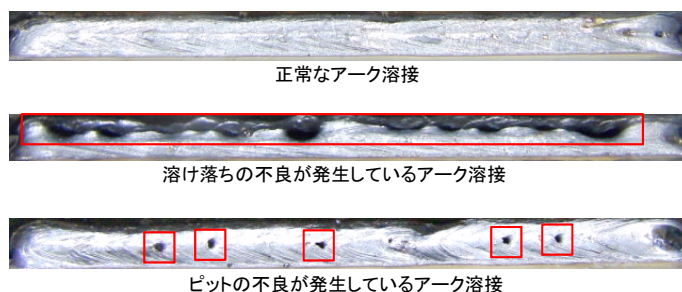 正常なアーク溶接
溶け落ちの不良が発生しているアーク溶接
ピットの不良が発生しているアーク溶接